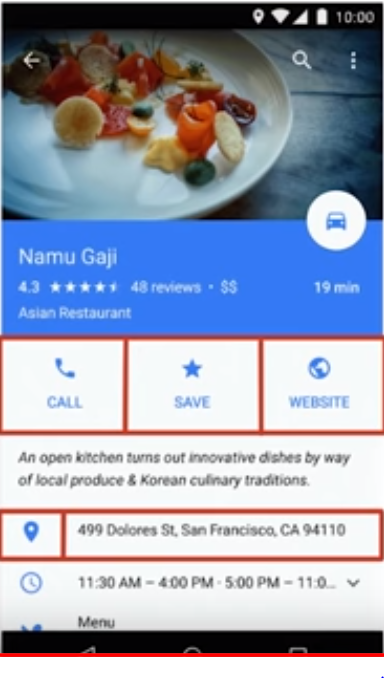 10:00
Namu Gaji
4.3 48 reviews • $$ 19 min
Asian Restaurant
CALL SAVE WEBSITE
An open kitchen turns out innovative dishes by way
of local produce & Korean culinary traditions.
499 Dolores St, San Francisco, CA 94110
11:30 AM – 4:00 PM · 5:00 PM – 11:0...
Menu